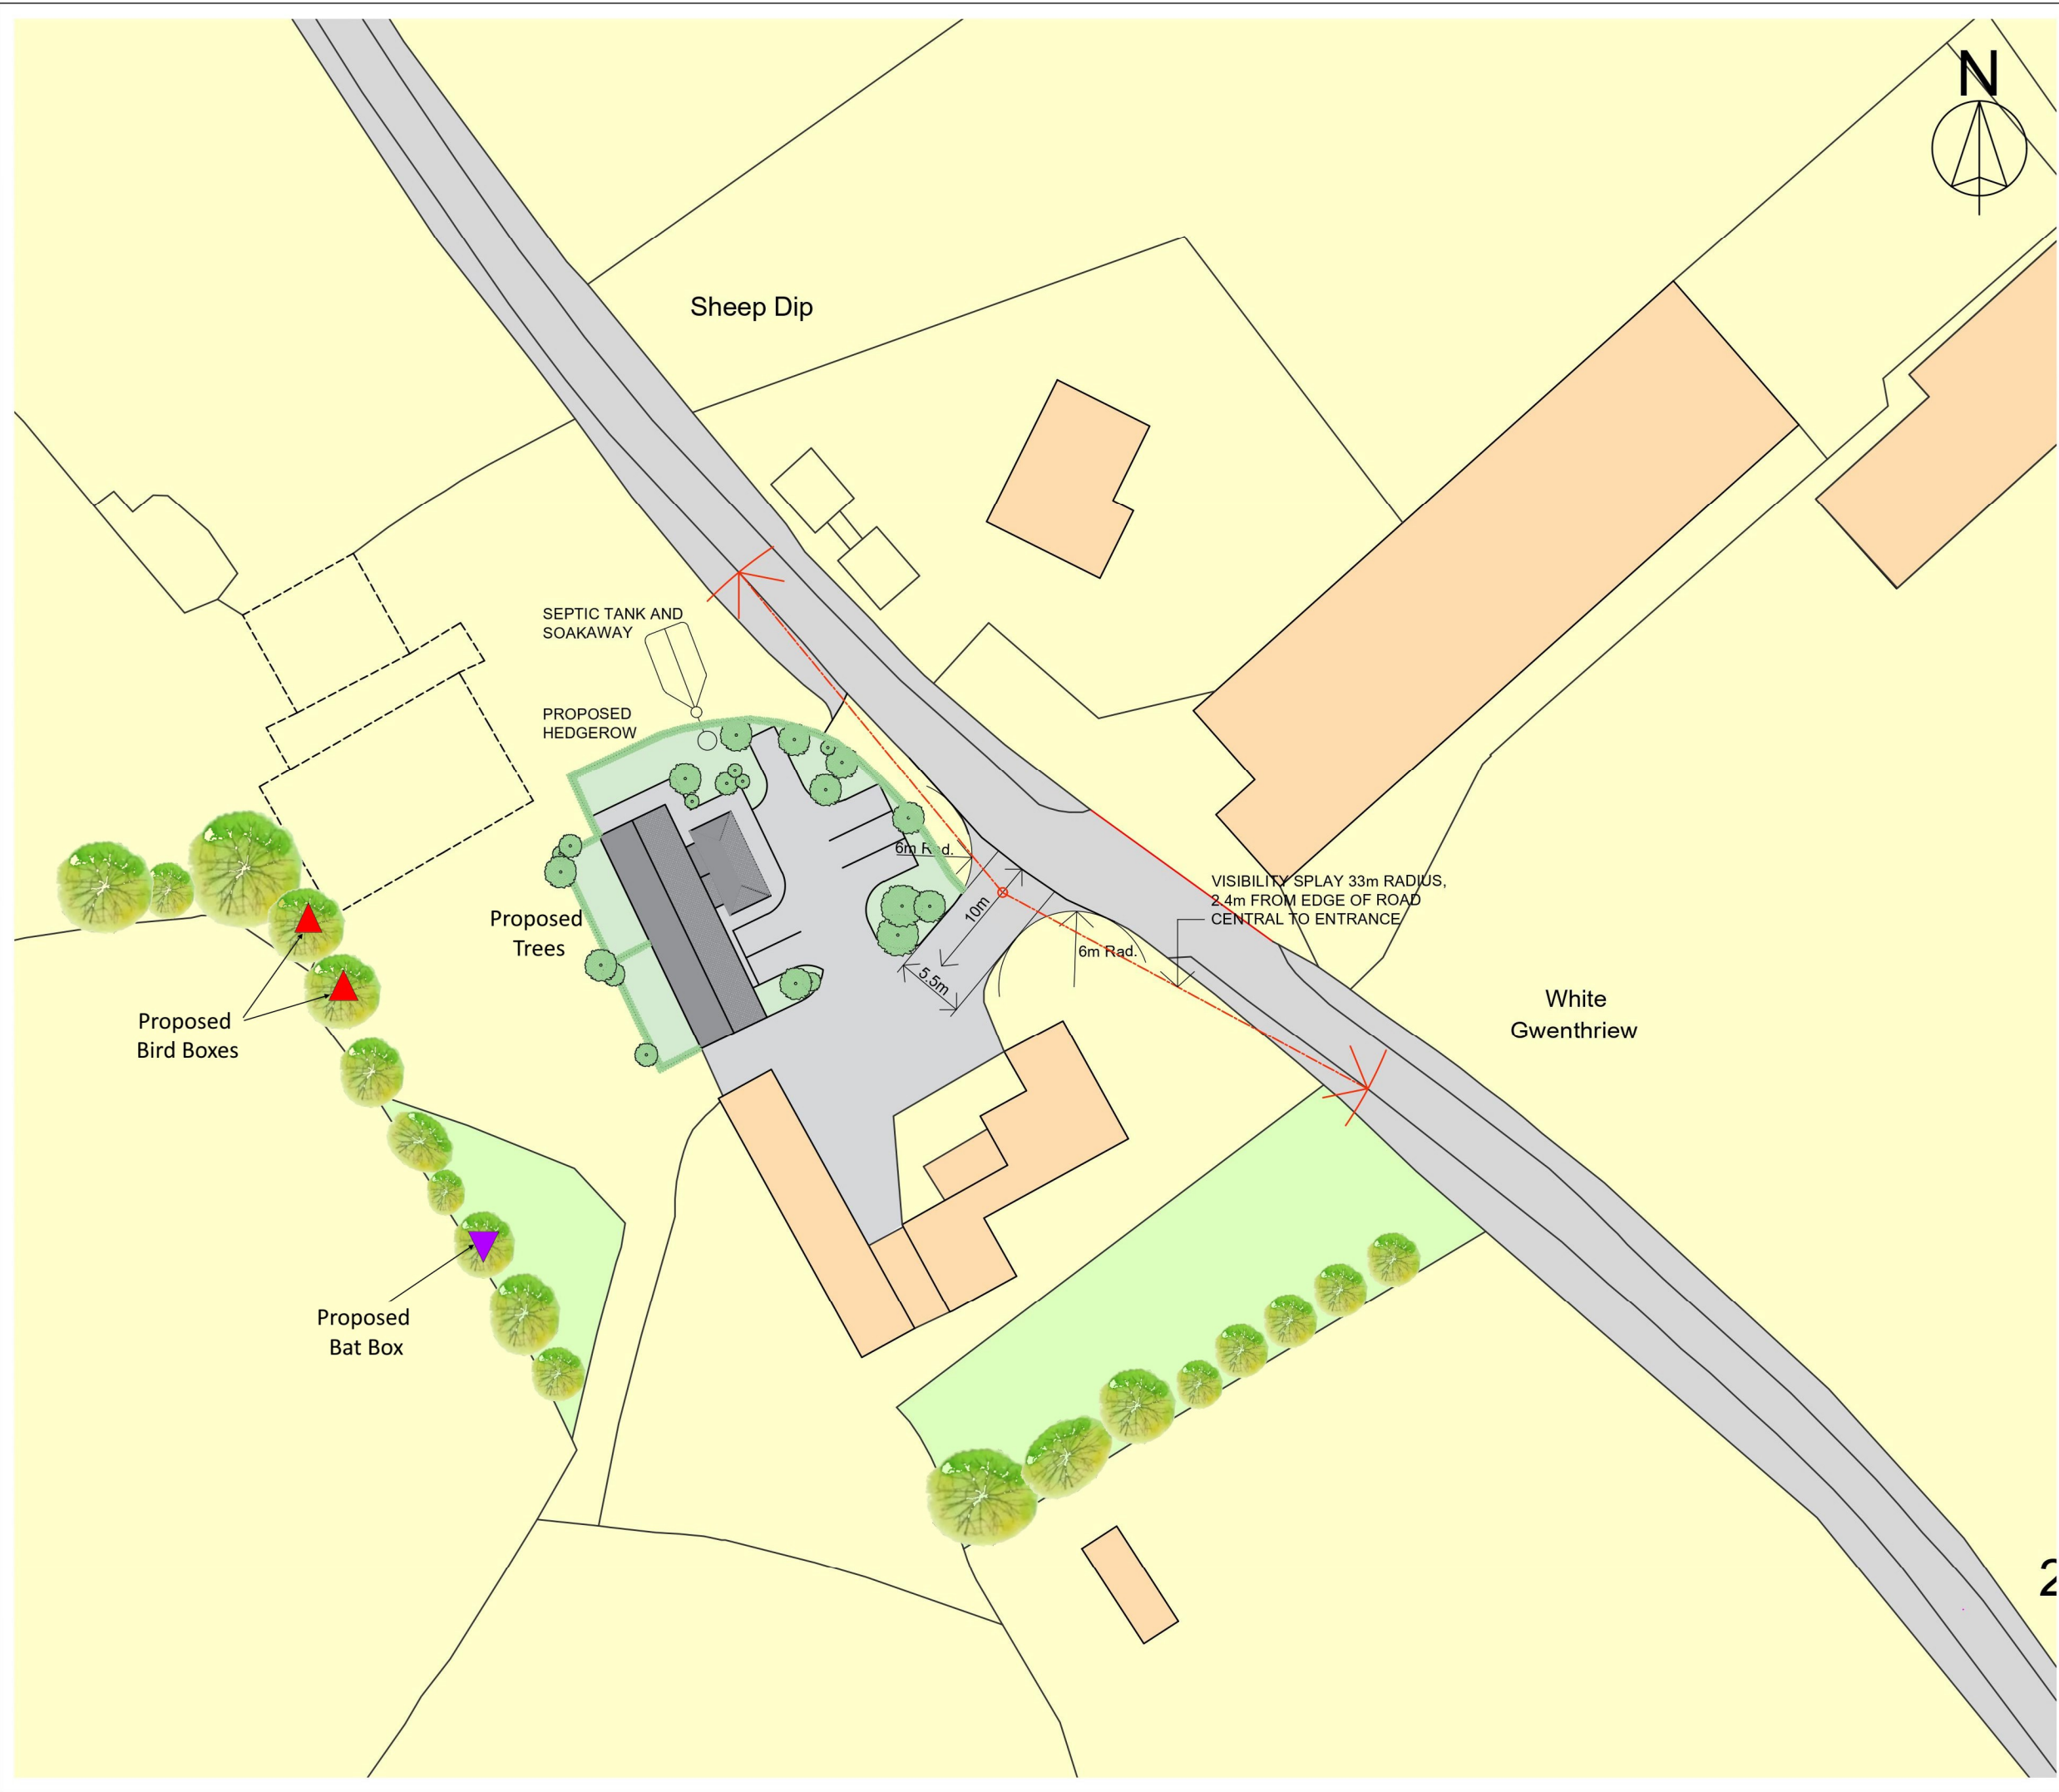 N
Sheep Dip
SEPTIC TANK AND
SOAKAWAY
PROPOSED
HEDGEROW
6m Rad.
VISIBILITY SPLAY 33m RADIUS,
2.4m FROM EDGE OF ROAD
CENTRAL TO ENTRANCE
10m
Proposed
Trees
6m Rad.
5.5m
White
Gwenthriew
Proposed
Bird Boxes
Proposed
Bat Box
2